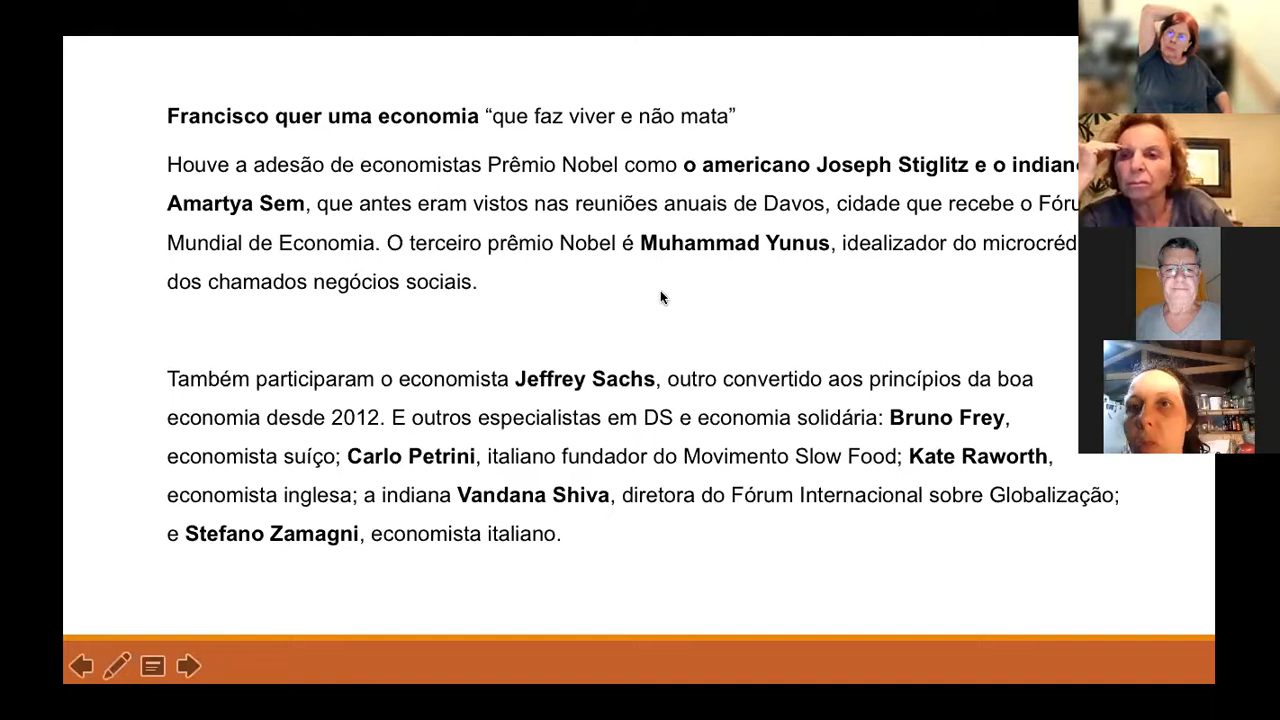 Francisco quer uma economia “que faz viver e não mata”
Houve a adesão de economistas Prêmio Nobel como o americano Joseph Stiglitz e o indiano
Amartya Sem, que antes eram vistos nas reuniões anuais de Davos, cidade que recebe o
Mundial de Economia. O terceiro prêmio Nobel é Muhammad Yunus, idealizador do
dos chamados negócios sociais.
Também participaram o economista Jeffrey Sachs, outro convertido aos princípios da boa
economia desde 2012. E outros especialistas em DS e economia solidária: Bruno Frey,
economista suíço; Carlo Petrini, italiano fundador do Movimento Slow Food; Kate Raworth,
economista inglesa; a indiana Vandana Shiva, diretora do Fórum Internacional sobre Globalização;
e Stefano Zamagni, economista italiano.